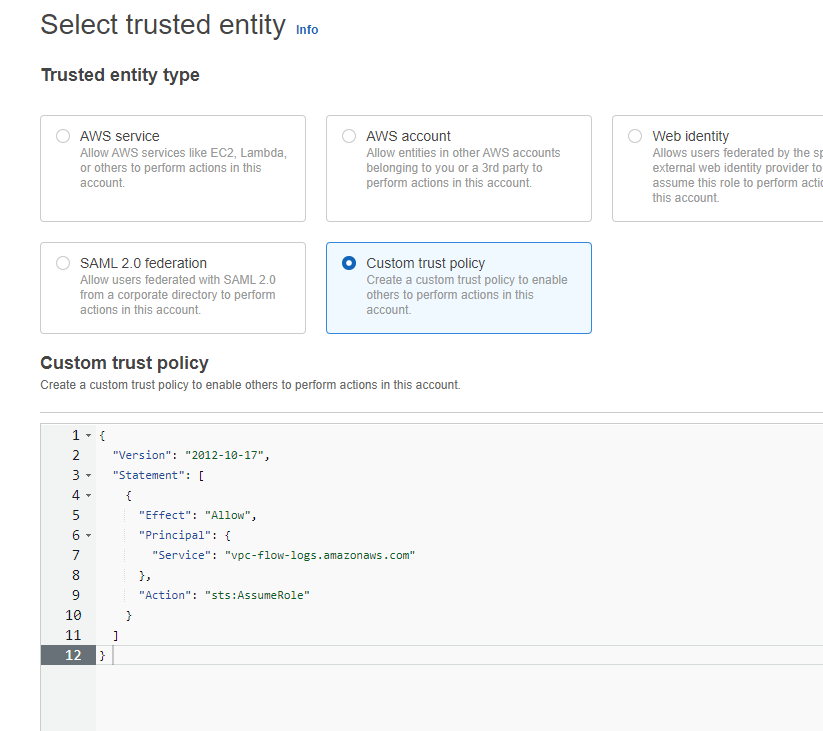 Select trusted entity Info
Trusted entity type
AWS service
Allow AWS services like EC2, Lambda,
or others to perform actions in this
account.
AWS account
Allow entities in other AWS accounts
belonging to you or a 3rd party to
perform actions in this account.
Web identity
Allows users federated by the sp
external web identity provider to
assume this role to perform actio
this account.
SAML 2.0 federation
Allow users federated with SAML 2.0
from a corporate directory to perform
actions in this account.
Custom trust policy
Create a custom trust policy to enable
others to perform actions in this
account.
Custom trust policy
Create a custom trust policy to enable others to perform actions in this account.
1 {
2 "Version": "2012-10-17",
3 "Statement": [
4 {
5 "Effect": "Allow",
6 "Principal": {
7 "Service": "vpc-flow-logs.amazonaws.com"
8 },
9 "Action": "sts:AssumeRole"
10 }
11 ]
12 }